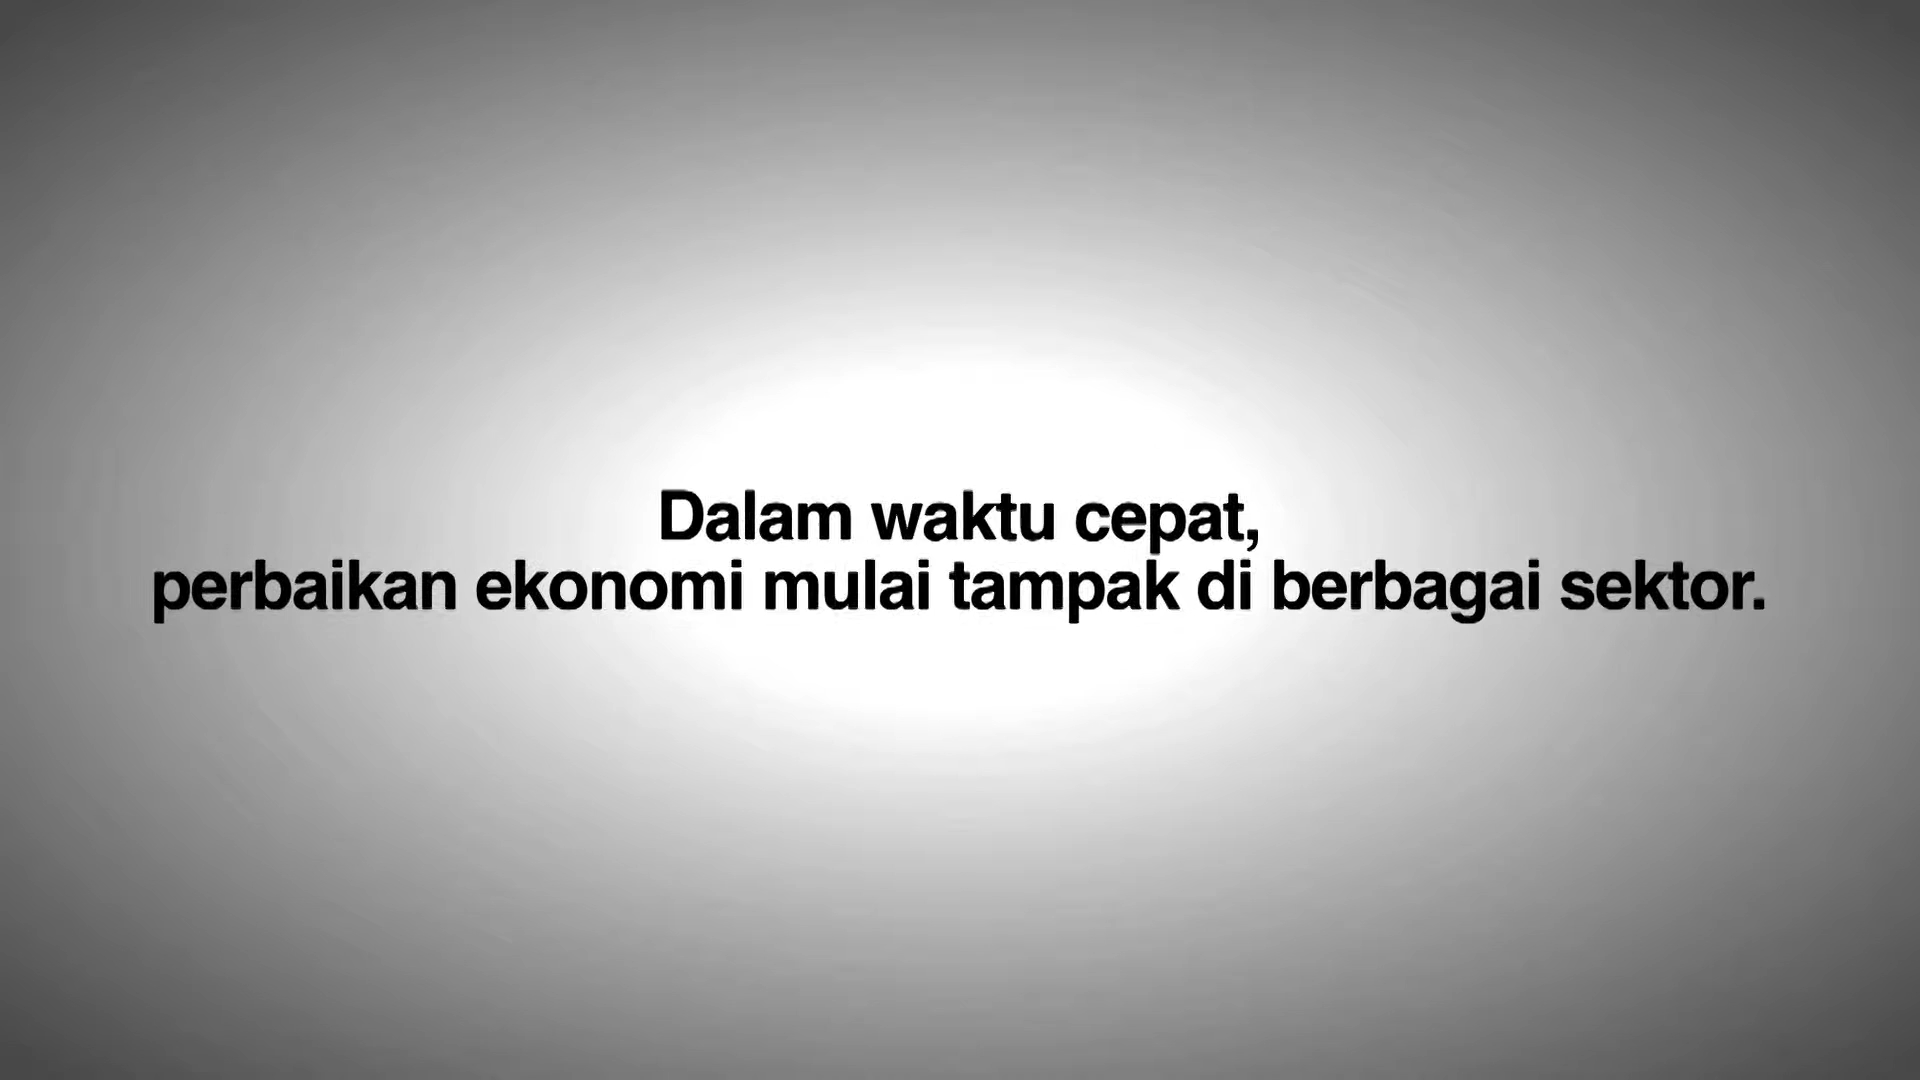 Dalam waktu cepat,
perbaikan ekonomi mulai tampak di berbagai sektor.